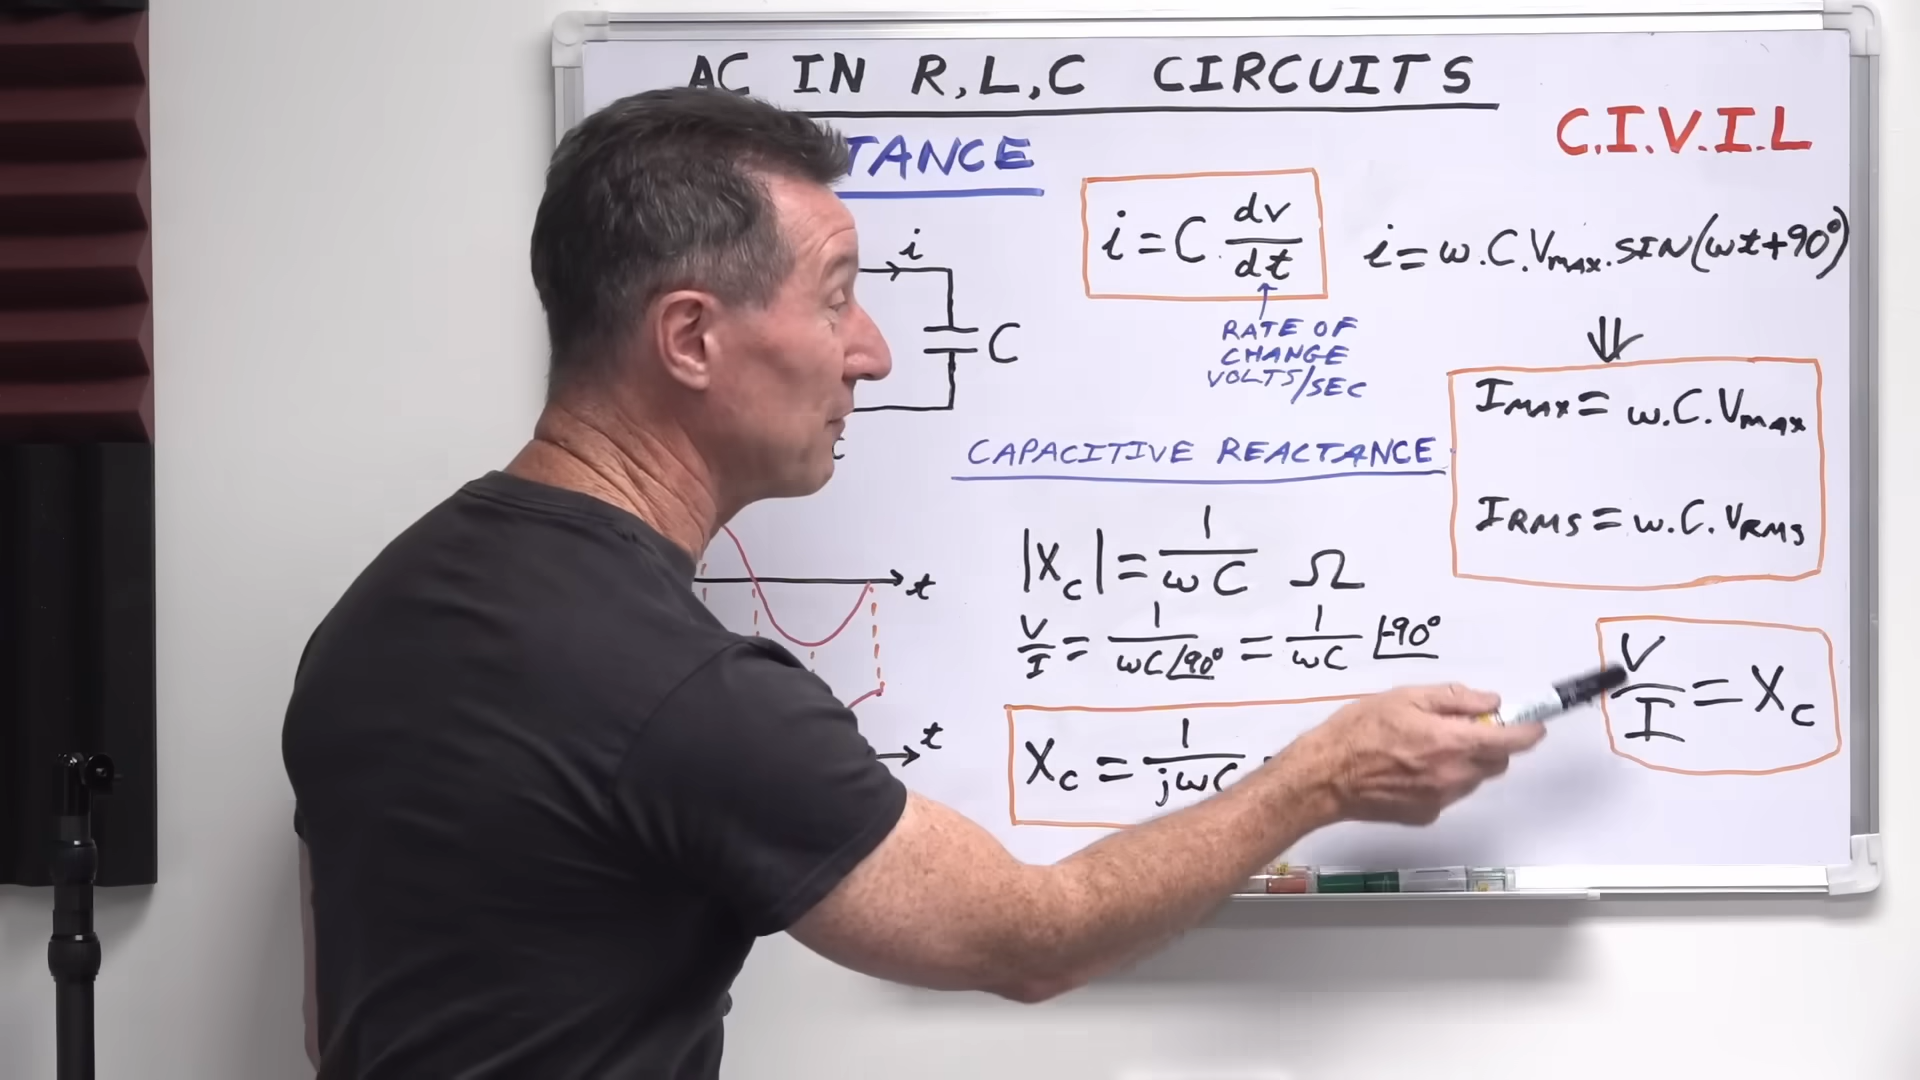 AC IN R,L,C CIRCUITS
C.I.V.I.L
TANCE
i = C dv/dt
i = ω.C.VMAX.SIN(ωt+90°)
i
C
RATE OF
CHANGE
VOLTS/SEC
⇓
IMAX = ω.C.VMAX
IRMS = ω.C.VRMS
CAPACITIVE REACTANCE
|Xc| = 1/ωC Ω
V/I = 1/ωC∠90° = 1/ωC ∠-90°
t
t
Xc = 1/jωC
V/I = Xc